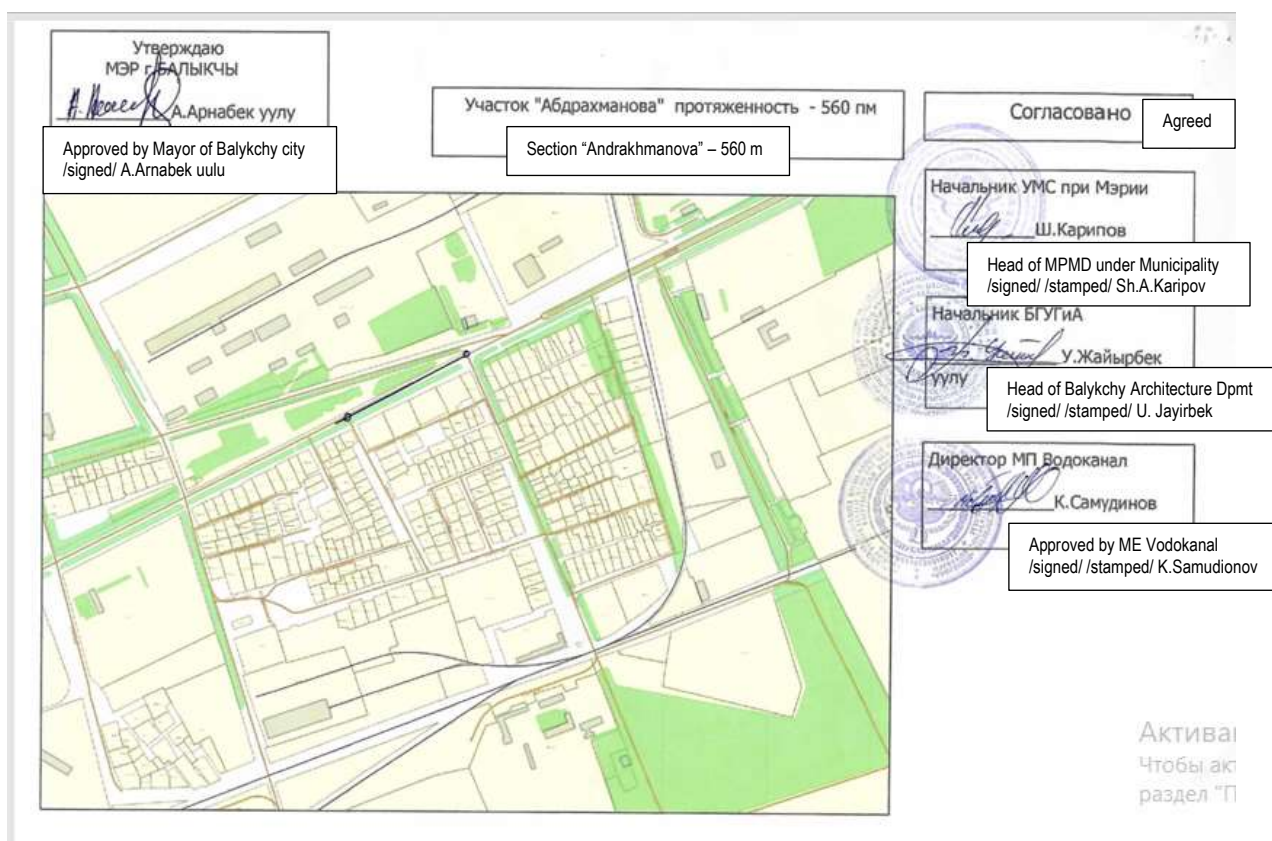 Утверждаю
МЭР г.БАЛЫКЧЫ
А.Арнабек уулу
Approved by Mayor of Balykchy city
/signed/ A.Arnabek uulu
Участок "Абдрахманова" протяженность - 560 пм
Section “Andrakhmanova” – 560 m
Согласовано
Agreed
Начальник УМС при Мэрии
Ш.Карипов
Head of MPMD under Municipality
/signed/ /stamped/ Sh.A.Karipov
Начальник БГУГиА
У.Жайырбек
уулу
Head of Balykchy Architecture Dpmt
/signed/ /stamped/ U. Jayirbek
Директор МП Водоканал
К.Самудинов
Approved by ME Vodokanal
/signed/ /stamped/ K.Samudionov
Актива
Чтобы ак
раздел "П